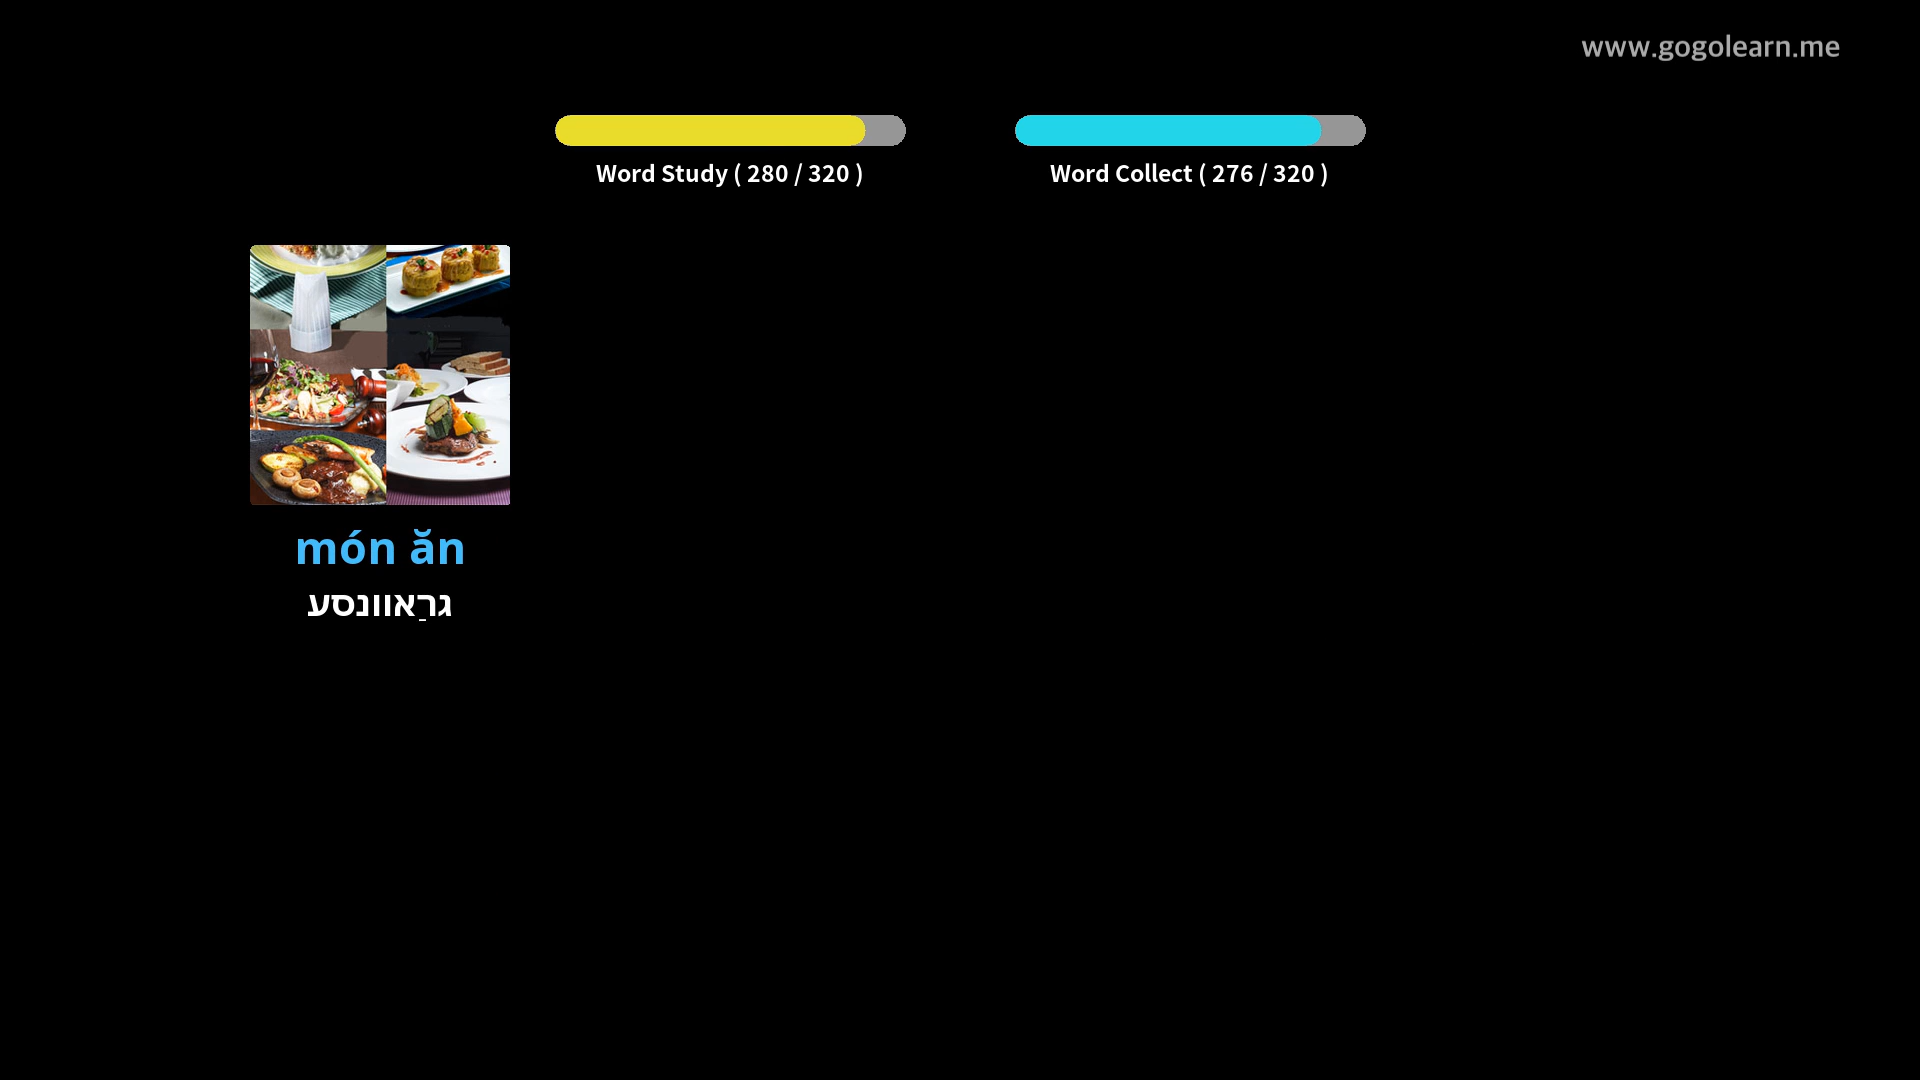 www.gogolearn.me
Word Study ( 280 / 320 )
Word Collect ( 276 / 320 )
món ăn
גרַאוונסע